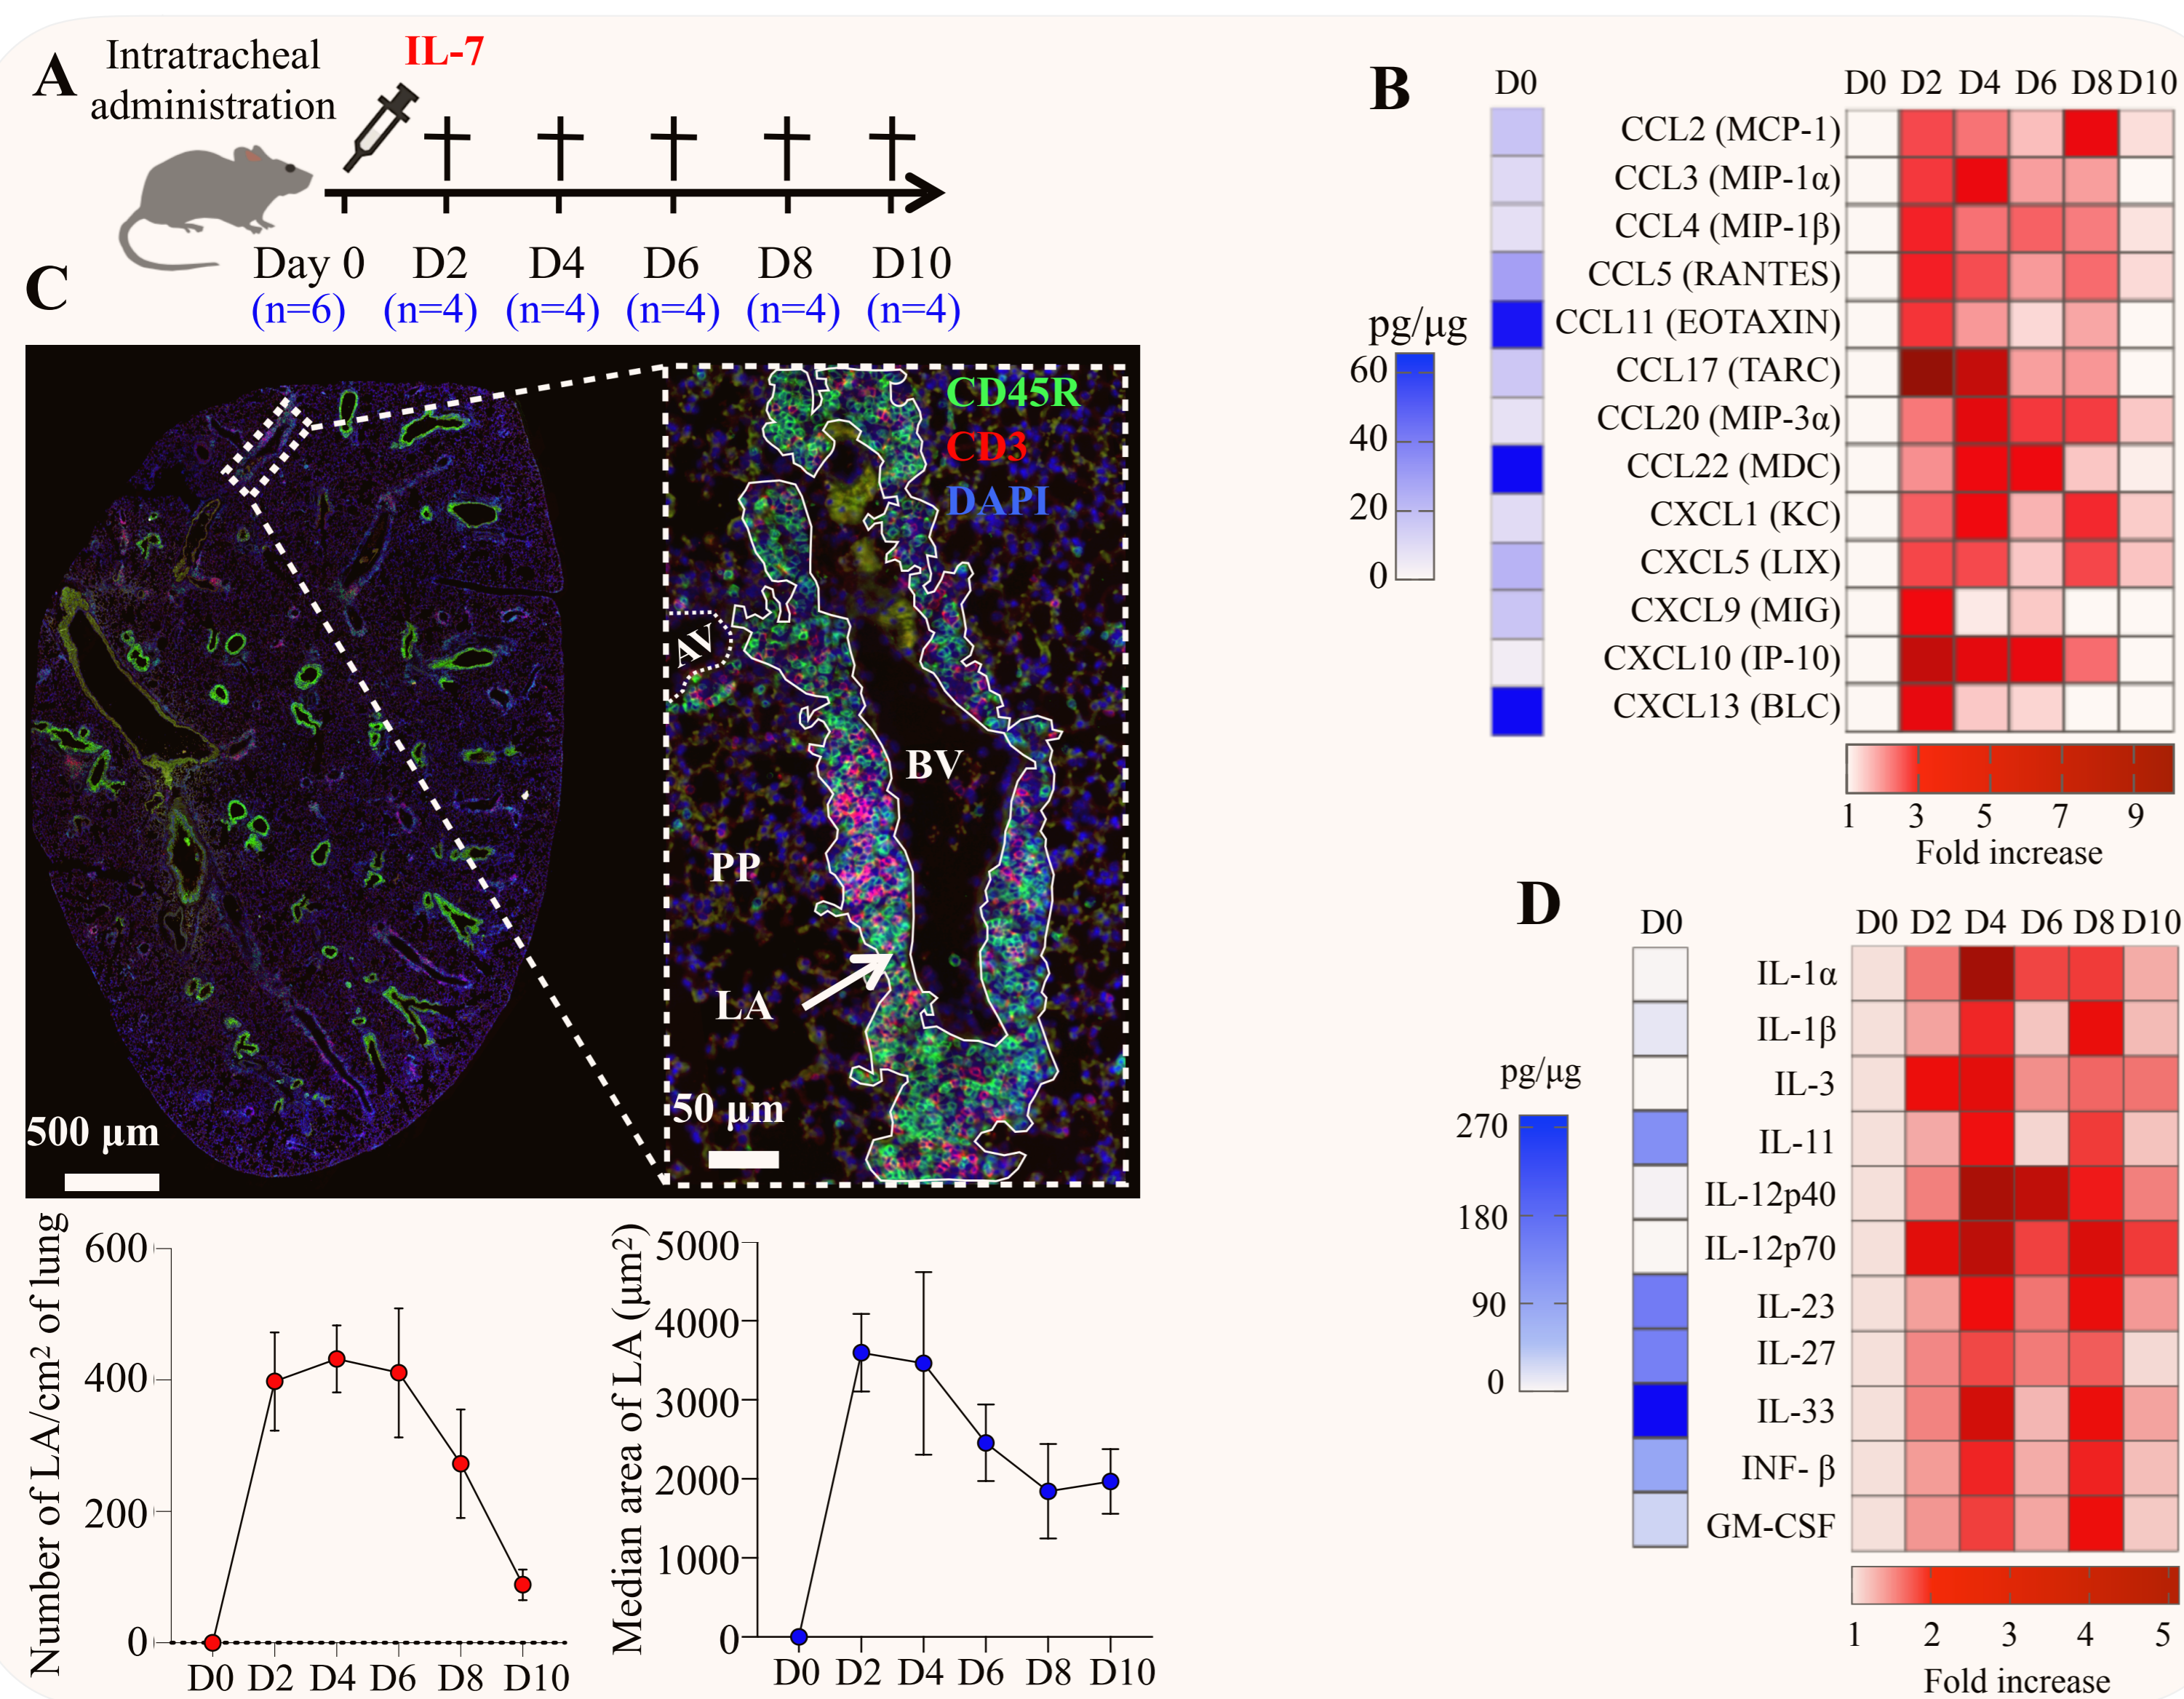 A
Intratracheal
administration
IL-7
Day 0 D2 D4 D6 D8 D10
(n=6) (n=4) (n=4) (n=4) (n=4) (n=4)
B
D0
D0 D2 D4 D6 D8 D10
CCL2 (MCP-1)
CCL3 (MIP-1α)
CCL4 (MIP-1β)
CCL5 (RANTES)
CCL11 (EOTAXIN)
CCL17 (TARC)
CCL20 (MIP-3α)
CCL22 (MDC)
CXCL1 (KC)
CXCL5 (LIX)
CXCL9 (MIG)
CXCL10 (IP-10)
CXCL13 (BLC)
pg/μg
60
40
20
0
1 3 5 7 9
Fold increase
C
CD45R
CD3
DAPI
AV
BV
PP
LA
50 μm
500 μm
Number of LA/cm² of lung
600
400
200
0
D0 D2 D4 D6 D8 D10
Median area of LA (μm²)
5000
4000
3000
2000
1000
0
D0 D2 D4 D6 D8 D10
D
D0
D0 D2 D4 D6 D8 D10
IL-1α
IL-1β
IL-3
IL-11
IL-12p40
IL-12p70
IL-23
IL-27
IL-33
INF- β
GM-CSF
pg/μg
270
180
90
0
1 2 3 4 5
Fold increase